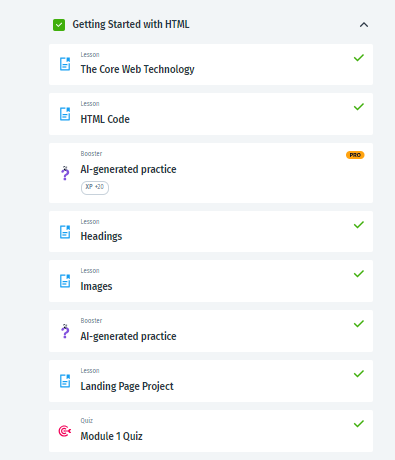 Getting Started with HTML
Lesson
The Core Web Technology
Lesson
HTML Code
Booster
PRO
AI-generated practice
XP +20
Lesson
Headings
Lesson
Images
Booster
AI-generated practice
Lesson
Landing Page Project
Quiz
Module 1 Quiz